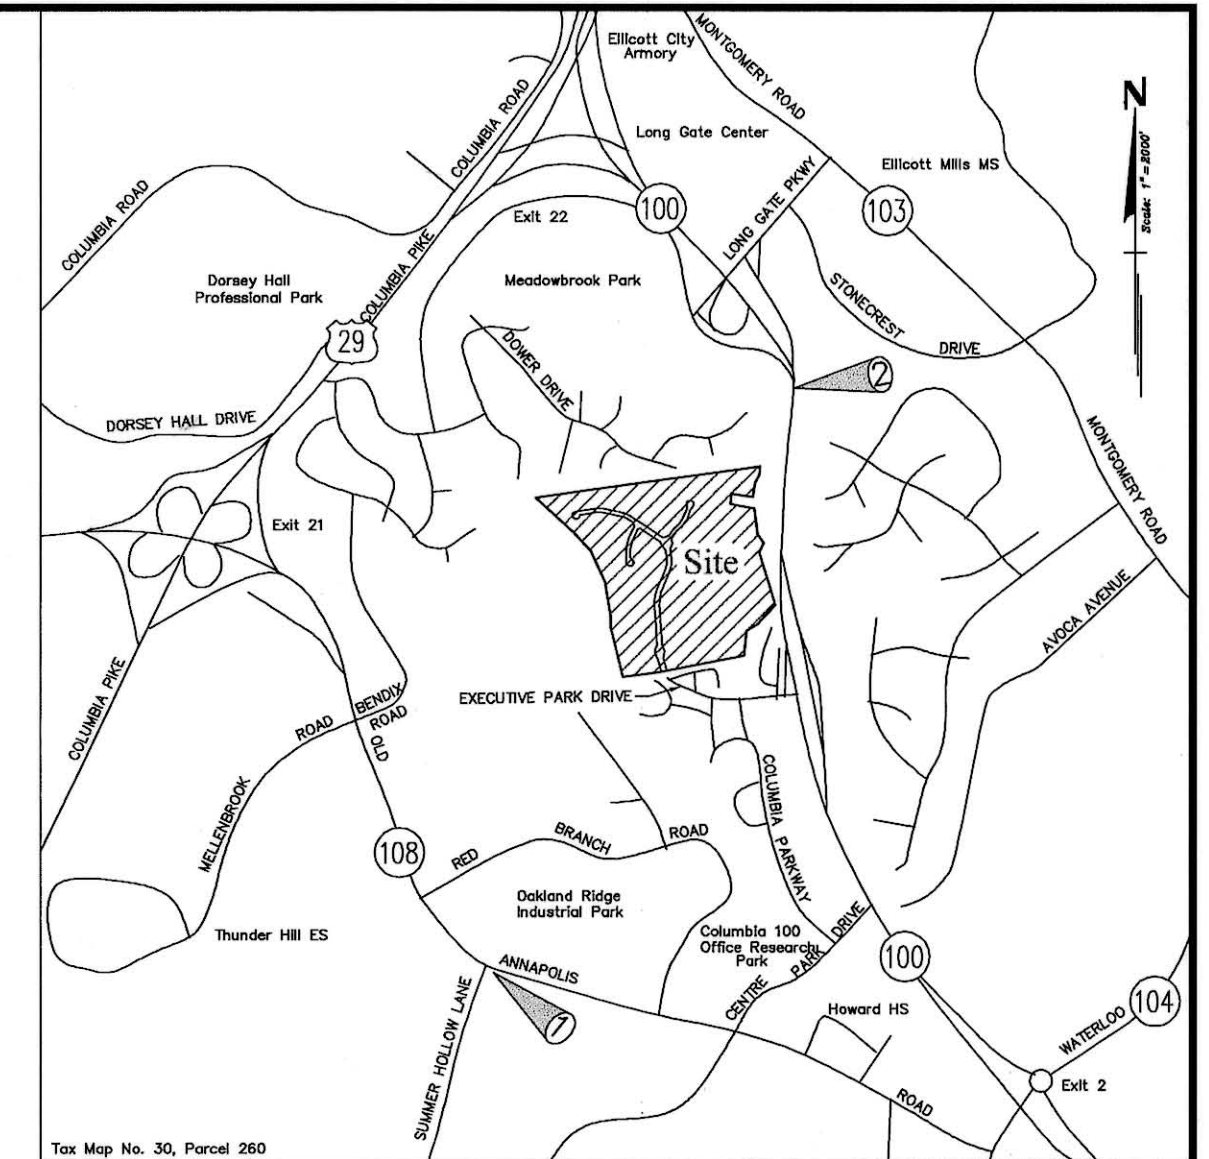 Ellicott City
Armory
MONTGOMERY ROAD
COLUMBIA ROAD
N
Scale: 1" = 2000'
Long Gate Center
Ellicott Mills MS
LONG GATE PKWY
103
100
COLUMBIA ROAD
Exit 22
COLUMBIA PIKE
Dorsey Hall
Professional Park
Meadowbrook Park
STONECREST
DRIVE
29
DOWER DRIVE
2
DORSEY HALL DRIVE
MONTGOMERY ROAD
Exit 21
Site
AVOCA AVENUE
COLUMBIA PIKE
EXECUTIVE PARK DRIVE
BENDIX
ROAD
ROAD
OLD
MELLENBROOK
COLUMBIA PARKWAY
108
RED
BRANCH
ROAD
Oakland Ridge
Industrial Park
Thunder Hill ES
Columbia 100
Office Research
Park
CENTRE
PARK
DRIVE
100
ANNAPOLIS
SUMMER HOLLOW LANE
1
Howard HS
104
WATERLOO
Exit 2
ROAD
Tax Map No. 30, Parcel 260